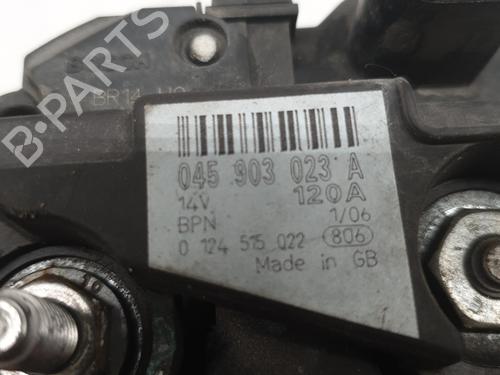 B-PARTS
BR14
045 903 023 A
14V 120A
BPN 1/06
0 124 515 022 806
Made in GB